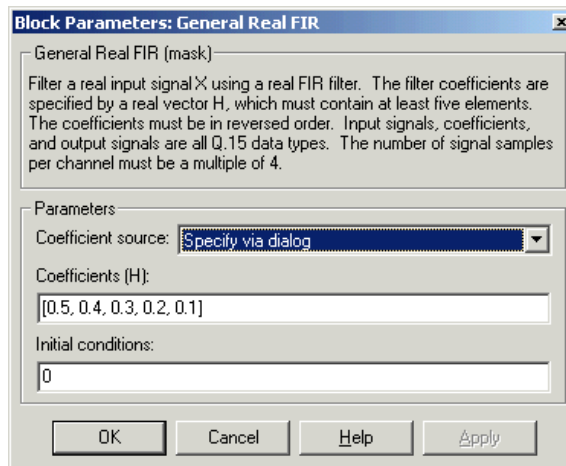 Block Parameters: General Real FIR
General Real FIR (mask)
Filter a real input signal X using a real FIR filter. The filter coefficients are
specified by a real vector H, which must contain at least five elements.
The coefficients must be in reversed order. Input signals, coefficients,
and output signals are all Q.15 data types. The number of signal samples
per channel must be a multiple of 4.
Parameters
Coefficient source: Specify via dialog
Coefficients (H):
[0.5, 0.4, 0.3, 0.2, 0.1]
Initial conditions:
0
OK Cancel Help Apply